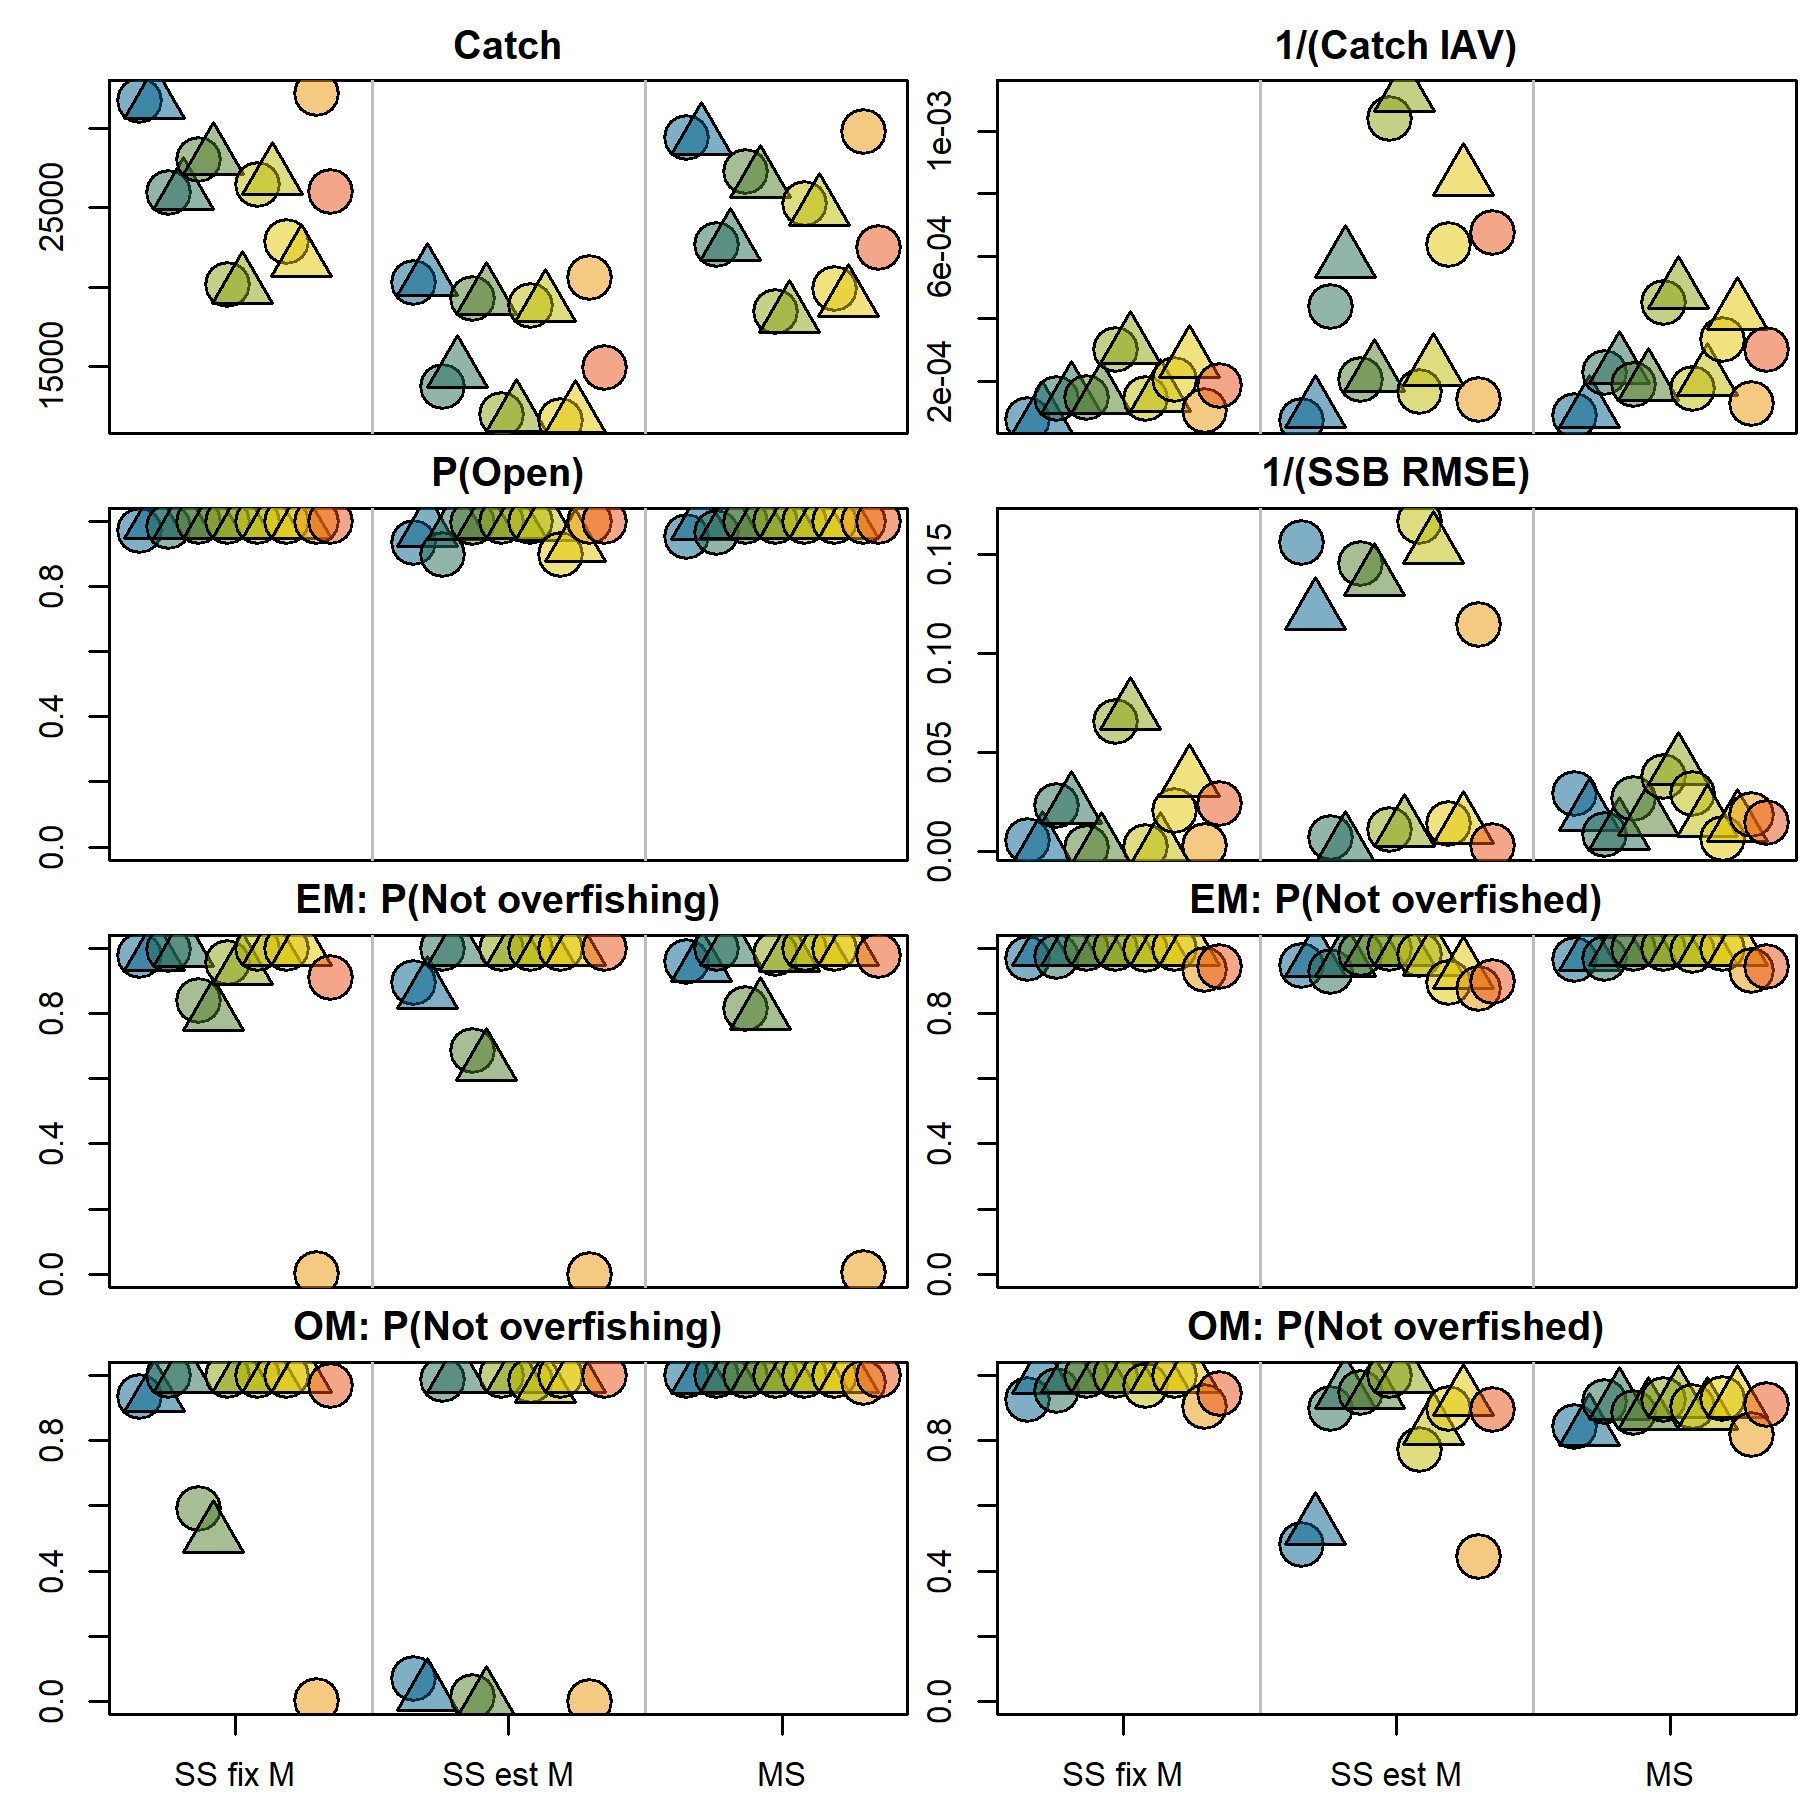 Catch
1/(Catch IAV)
25000
15000
1e-03
6e-04
2e-04
P(Open)
1/(SSB RMSE)
0.8
0.4
0.0
0.15
0.10
0.05
0.00
EM: P(Not overfishing)
EM: P(Not overfished)
0.8
0.4
0.0
0.8
0.4
0.0
OM: P(Not overfishing)
OM: P(Not overfished)
0.8
0.4
0.0
0.8
0.4
0.0
SS fix M
SS est M
MS
SS fix M
SS est M
MS